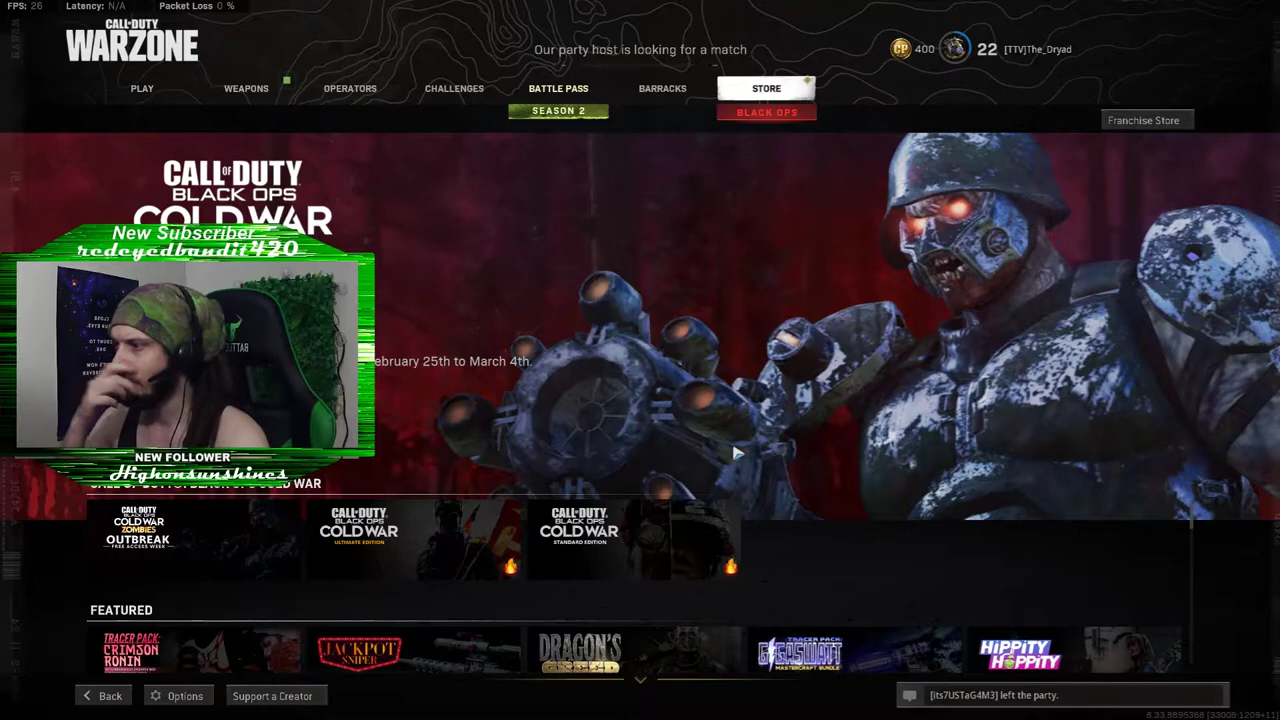 FPS: 26 Latency: N/A Packet Loss 0 %
CALL OF DUTY
WARZONE
Our party host is looking for a match
CP 400 22 [TTV]The_Dryad
PLAY WEAPONS OPERATORS CHALLENGES BATTLE PASS BARRACKS STORE
SEASON 2 BLACK OPS
Franchise Store
CALL OF DUTY
BLACK OPS
COLD WAR
New Subscriber
redeyedbandit420
ebruary 25th to March 4th.
NEW FOLLOWER
Highonsunshines
COLD WAR
CALL OF DUTY BLACK OPS COLD WAR ZOMBIES OUTBREAK FREE ACCESS WEEK
CALL OF DUTY BLACK OPS COLD WAR ULTIMATE EDITION
CALL OF DUTY BLACK OPS COLD WAR STANDARD EDITION
FEATURED
TRACER PACK: CRIMSON RONIN
JACKPOT SNIPER
DRAGON'S GREED
TRACER PACK: GIGASWATT MASTERCRAFT BUNDLE
HIPPITY HOPPITY
Back Options Support a Creator
[its7USTaG4M3] left the party.